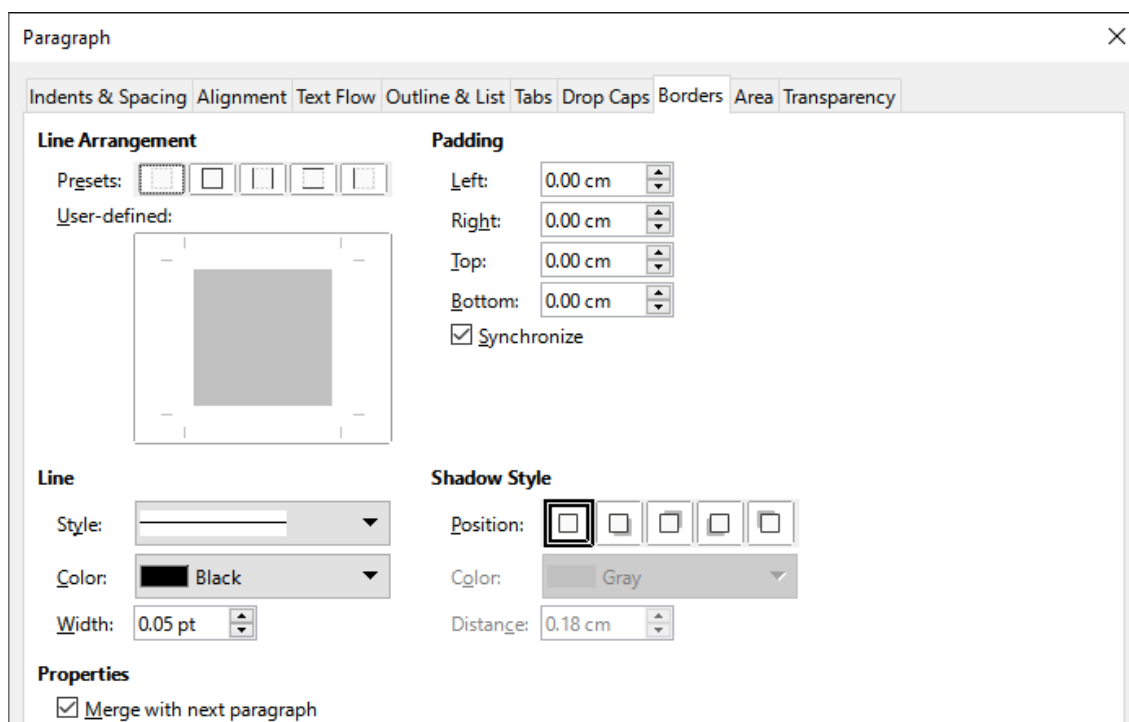 Paragraph
Indents & Spacing Alignment Text Flow Outline & List Tabs Drop Caps Borders Area Transparency
Line Arrangement
Presets:
User-defined:
Padding
Left: 0.00 cm
Right: 0.00 cm
Top: 0.00 cm
Bottom: 0.00 cm
Synchronize
Line
Style:
Color: Black
Width: 0.05 pt
Shadow Style
Position:
Color: Gray
Distance: 0.18 cm
Properties
Merge with next paragraph